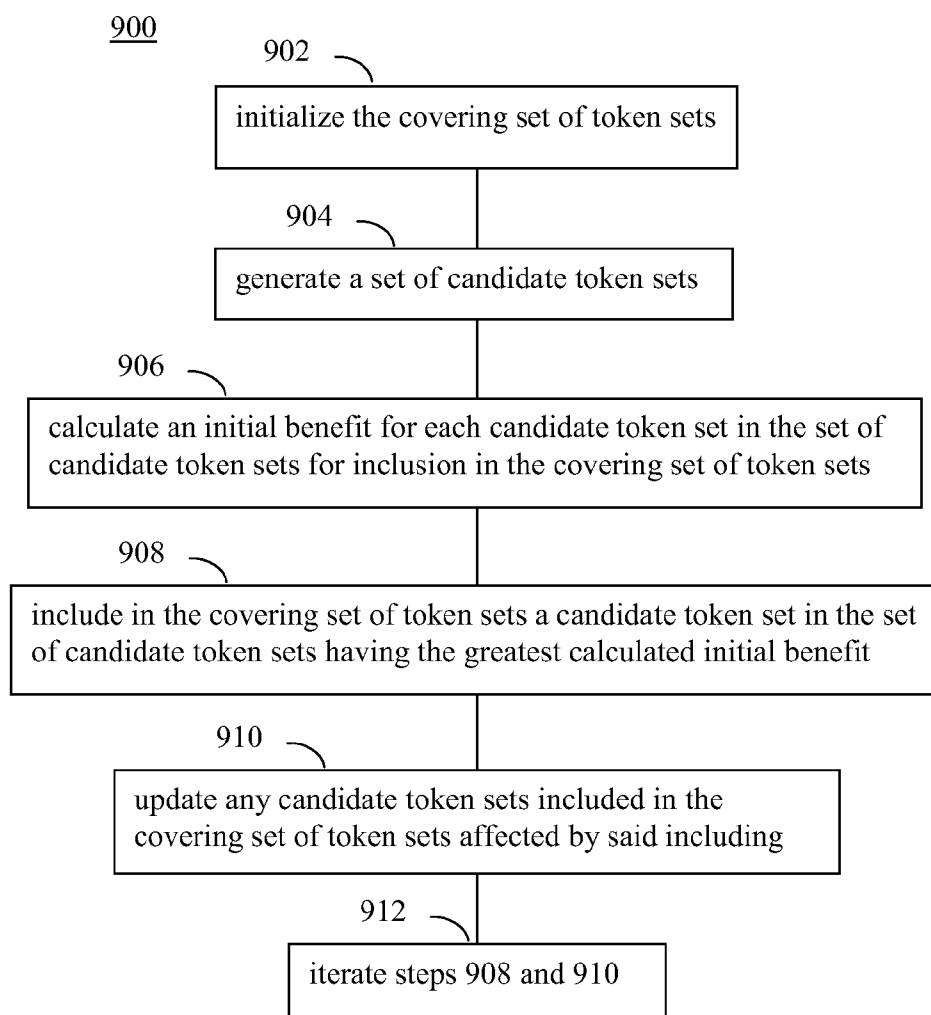 900
902
initialize the covering set of token sets
904
generate a set of candidate token sets
906
calculate an initial benefit for each candidate token set in the set of
candidate token sets for inclusion in the covering set of token sets
908
include in the covering set of token sets a candidate token set in the set
of candidate token sets having the greatest calculated initial benefit
910
update any candidate token sets included in the
covering set of token sets affected by said including
912
iterate steps 908 and 910